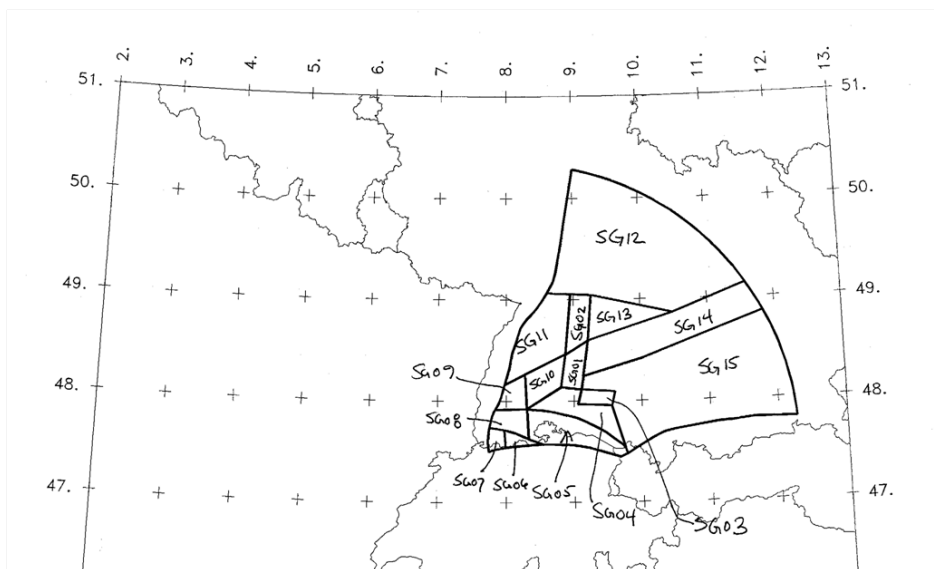 2. 3. 4. 5. 6. 7. 8. 9. 10. 11. 12. 13.
51. 51.
50. 50.
SG12
49. 49.
SG11 SG02 SG13 SG14
SG09 SG10 SG01 SG15
48. 48.
SG08
SG07 SG06 SG05
47. 47.
SG04 SG03